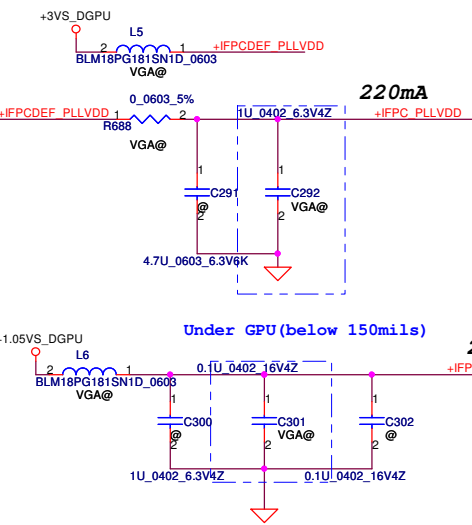 +3VS_DGPU
L5
2 1 +IFPCDEF_PLLVDD
BLM18PG181SN1D_0603
VGA@
0_0603_5%
220mA
+IFPCDEF_PLLVDD 1 2 1U_0402_6.3V4Z +IFPC_PLLVDD
R688
VGA@
1 1
C291 C292
@ VGA@
2 2
4.7U_0603_6.3V6K
Under GPU(below 150mils)
1.05VS_DGPU
L6
2 1 0.1U_0402_16V4Z +IFP
BLM18PG181SN1D_0603
VGA@
1 1 1
C300 C301 C302
@ VGA@ @
2 2 2
1U_0402_6.3V4Z 0.1U_0402_16V4Z